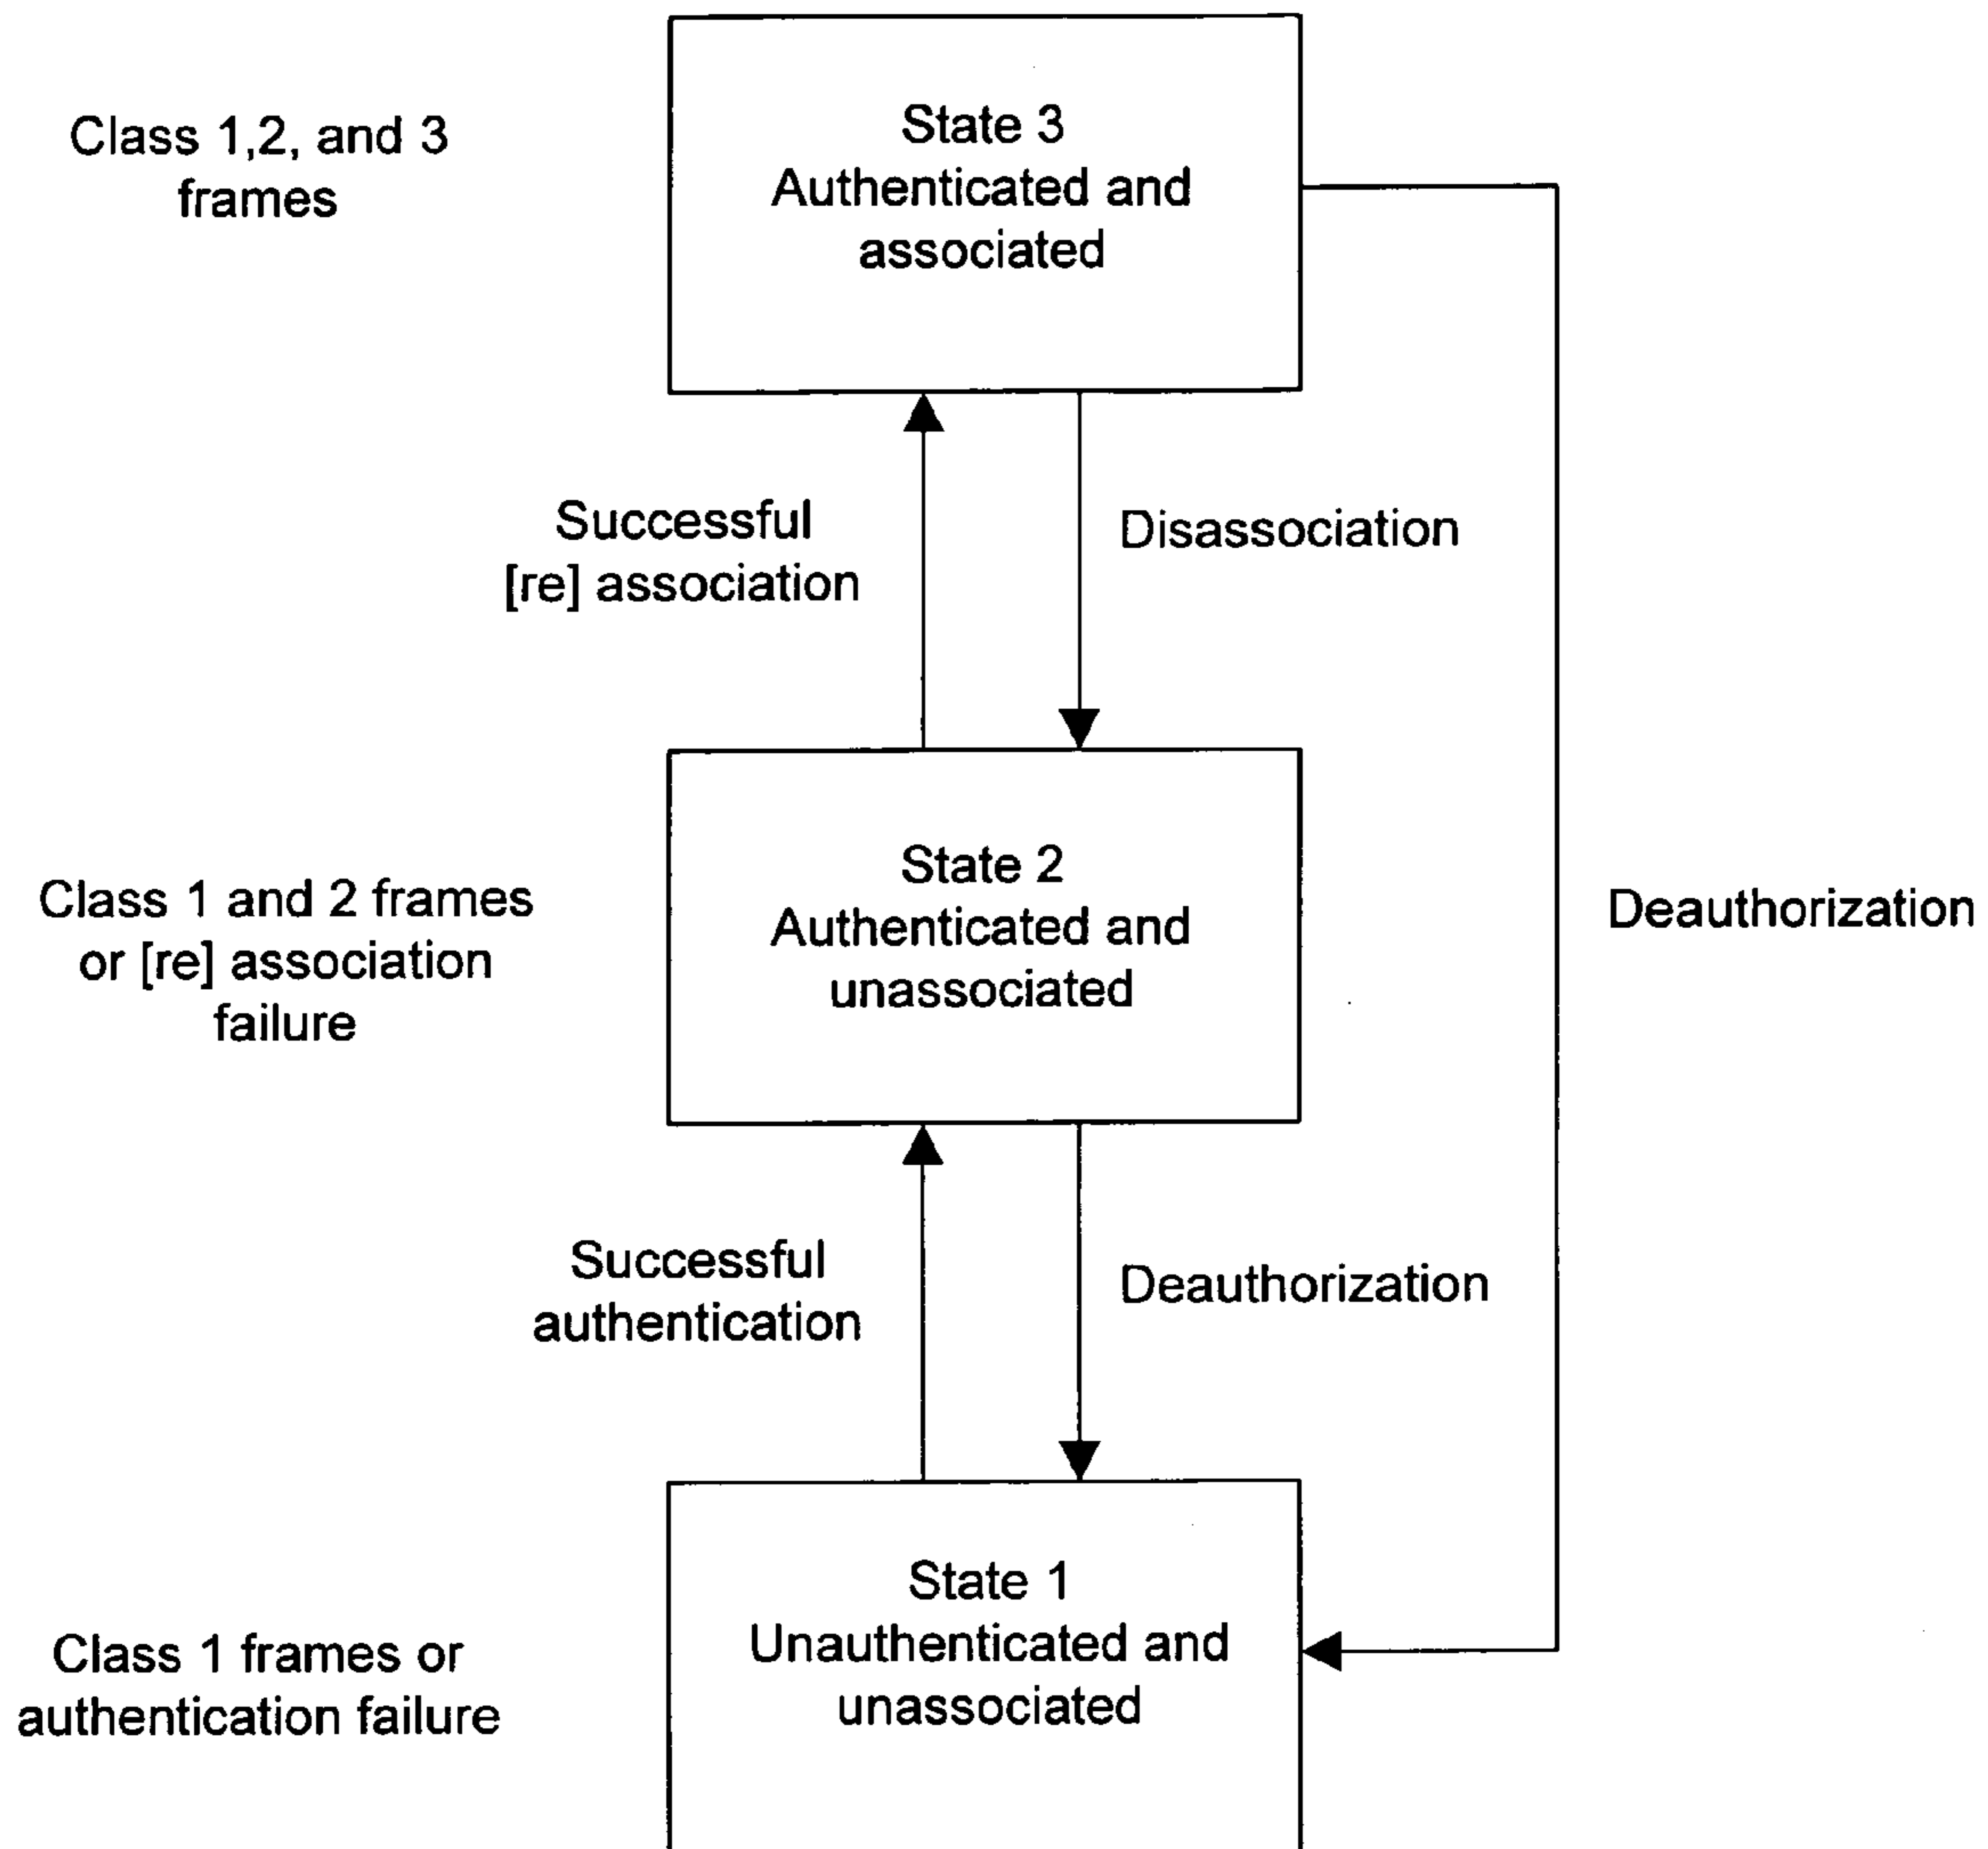 Class 1,2, and 3
frames
State 3
Authenticated and
associated
Successful
[re] association
Disassociation
Class 1 and 2 frames
or [re] association
failure
State 2
Authenticated and
unassociated
Deauthorization
Successful
authentication
Deauthorization
Class 1 frames or
authentication failure
State 1
Unauthenticated and
unassociated